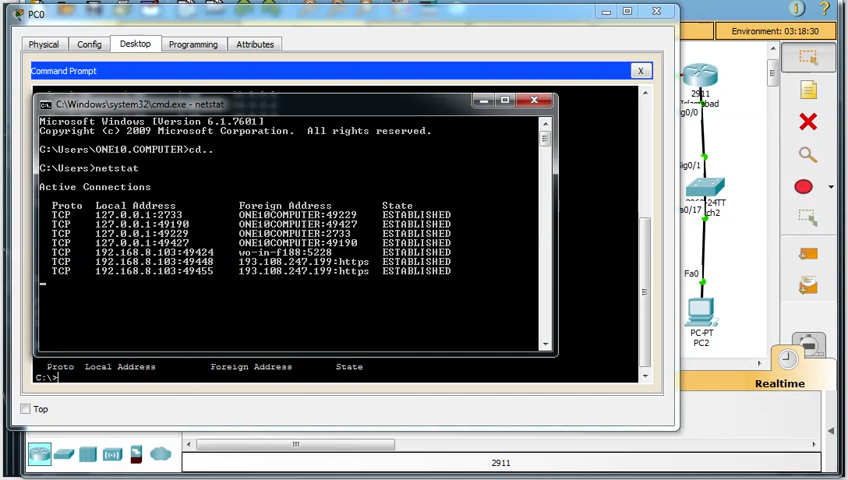 PC0
Environment: 03:18:30
Physical Config Desktop Programming Attributes
Command Prompt
X
C:\Windows\system32\cmd.exe - netstat
Microsoft Windows [Version 6.1.7601]
Copyright (c) 2009 Microsoft Corporation. All rights reserved.
C:\Users\ONE10.COMPUTER>cd..
C:\Users>netstat
Active Connections
Proto Local Address Foreign Address State
TCP 127.0.0.1:2733 ONE10COMPUTER:49229 ESTABLISHED
TCP 127.0.0.1:49190 ONE10COMPUTER:49427 ESTABLISHED
TCP 127.0.0.1:49229 ONE10COMPUTER:2733 ESTABLISHED
TCP 127.0.0.1:49427 ONE10COMPUTER:49190 ESTABLISHED
TCP 192.168.8.103:49424 wo-in-f188:5228 ESTABLISHED
TCP 192.168.8.103:49448 193.108.247.199:https ESTABLISHED
TCP 192.168.8.103:49455 193.108.247.199:https ESTABLISHED
Proto Local Address Foreign Address State
C:\>
Top
2911
ig0/0
Gig0/1
ch2
Fa0/17
Fa0
PC-PT
PC2
Realtime
2911